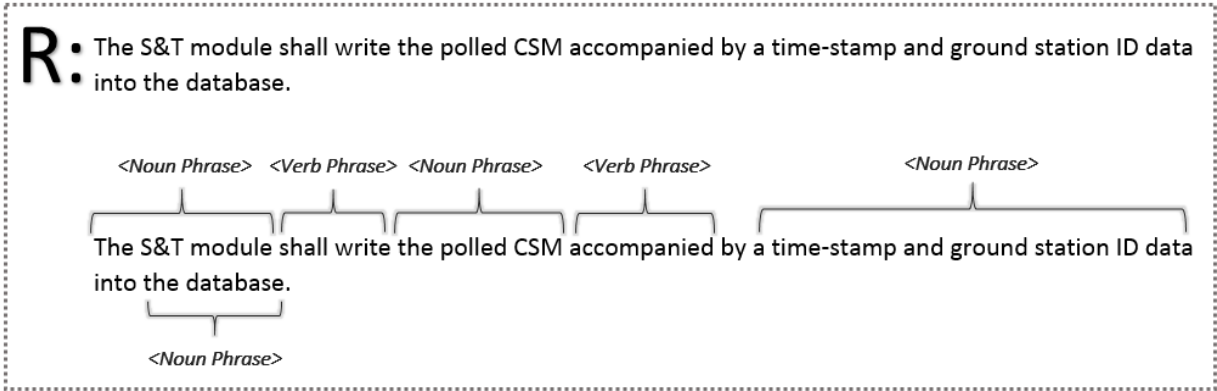 R: The S&T module shall write the polled CSM accompanied by a time-stamp and ground station ID data
into the database.
<Noun Phrase> <Verb Phrase> <Noun Phrase> <Verb Phrase> <Noun Phrase>
The S&T module shall write the polled CSM accompanied by a time-stamp and ground station ID data
into the database.
<Noun Phrase>